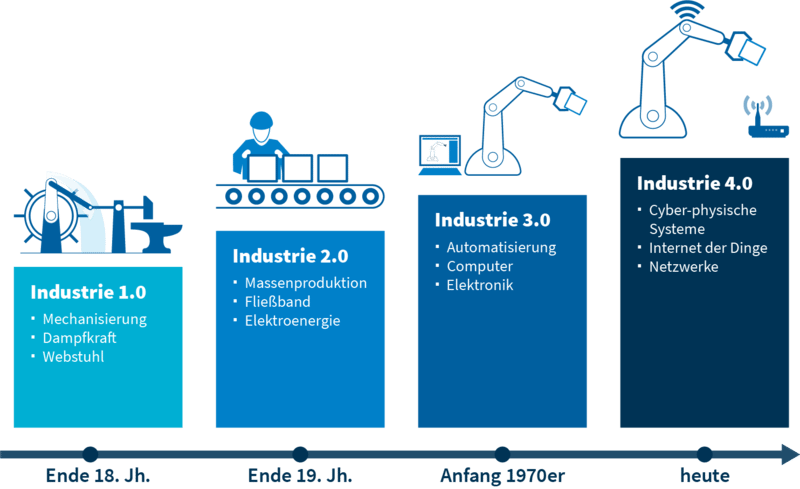 Industrie 1.0
• Mechanisierung
• Dampfkraft
• Webstuhl
Industrie 2.0
• Massenproduktion
• Fließband
• Elektroenergie
Industrie 3.0
• Automatisierung
• Computer
• Elektronik
Industrie 4.0
• Cyber-physische
Systeme
• Internet der Dinge
• Netzwerke
Ende 18. Jh.
Ende 19. Jh.
Anfang 1970er
heute